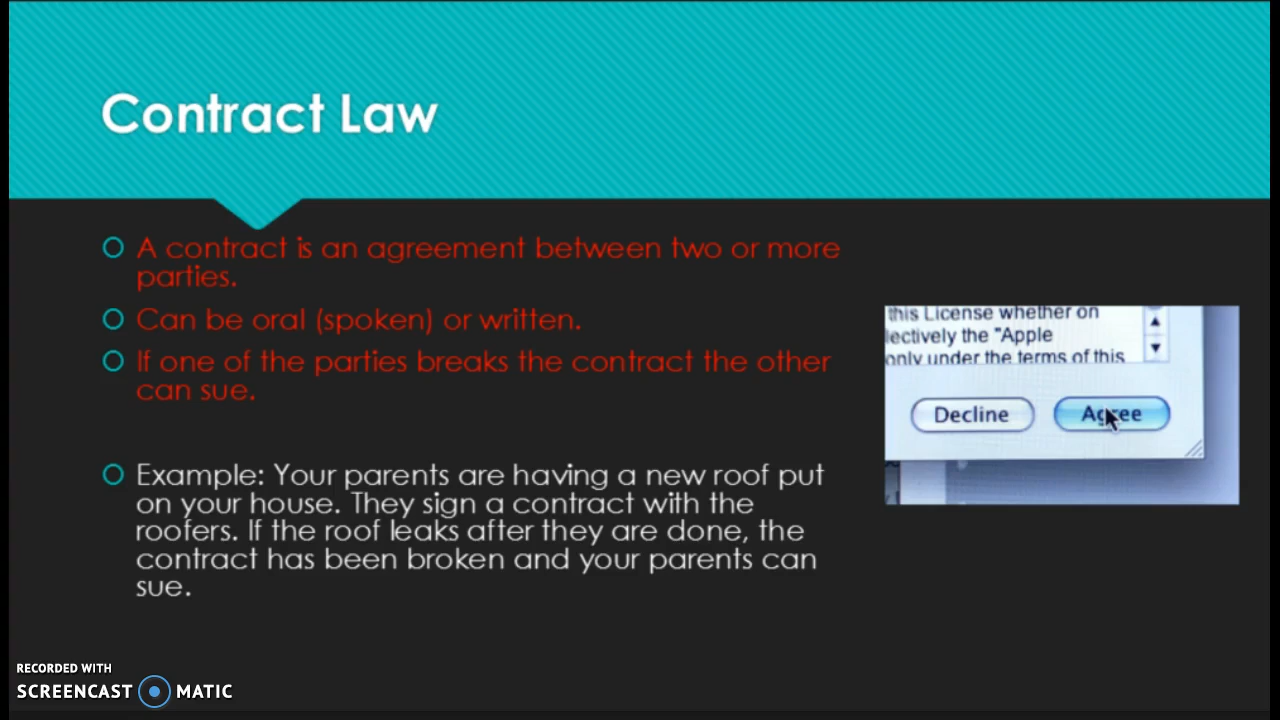 Contract Law
A contract is an agreement between two or more
parties.
Can be oral (spoken) or written.
If one of the parties breaks the contract the other
can sue.
Example: Your parents are having a new roof put
on your house. They sign a contract with the
roofers. If the roof leaks after they are done, the
contract has been broken and your parents can
sue.
this License whether on
lectively the "Apple
only under the terms of this
Decline Agree
RECORDED WITH
SCREENCAST MATIC